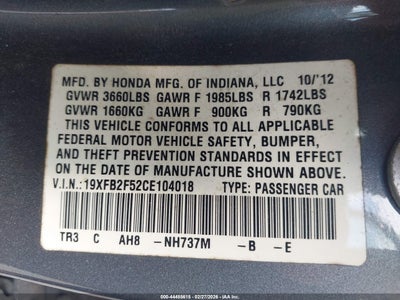 MFD. BY HONDA MFG. OF INDIANA, LLC 10/'12
GVWR 3660LBS GAWR F 1985LBS R 1742LBS
GVWR 1660KG GAWR F 900KG R 790KG
THIS VEHICLE CONFORMS TO ALL APPLICABLE
FEDERAL MOTOR VEHICLE SAFETY, BUMPER,
AND THEFT PREVENTION STANDARDS IN EFFECT
ON THE DATE OF MANUFACTURE SHOWN ABOVE.
V.I.N.:19XFB2F52CE104018 TYPE: PASSENGER CAR
TR3 C AH8 -NH737M -B -E
000-44455615 - 02/27/2026 - IAAI COPYRIGHT